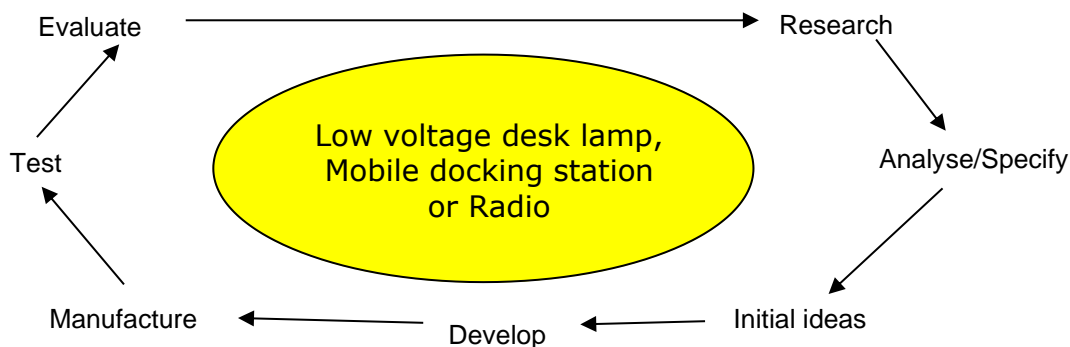 Evaluate
Research
Low voltage desk lamp,
Mobile docking station
or Radio
Test
Analyse/Specify
Manufacture
Develop
Initial ideas